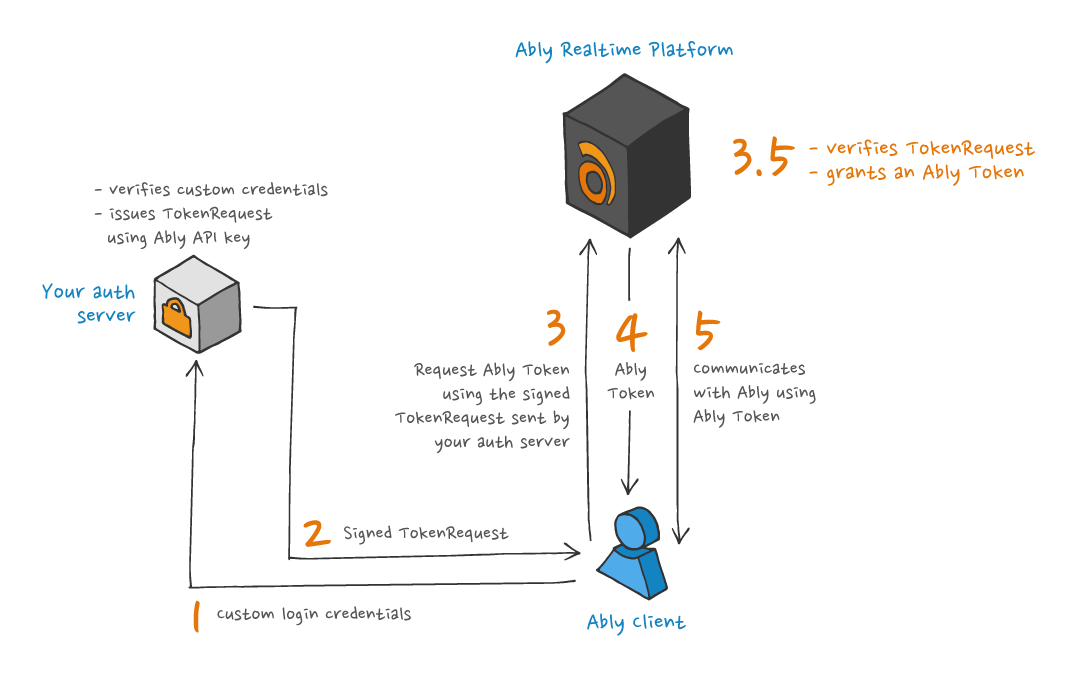 Ably Realtime Platform
3.5
- verifies TokenRequest
- grants an Ably Token
- verifies custom credentials
- issues TokenRequest
using Ably API key
Your auth
server
3
Request Ably Token
using the signed
TokenRequest sent by
your auth server
4
Ably
Token
5
communicates
with Ably using
Ably Token
2
Signed TokenRequest
1
custom login credentials
Ably Client